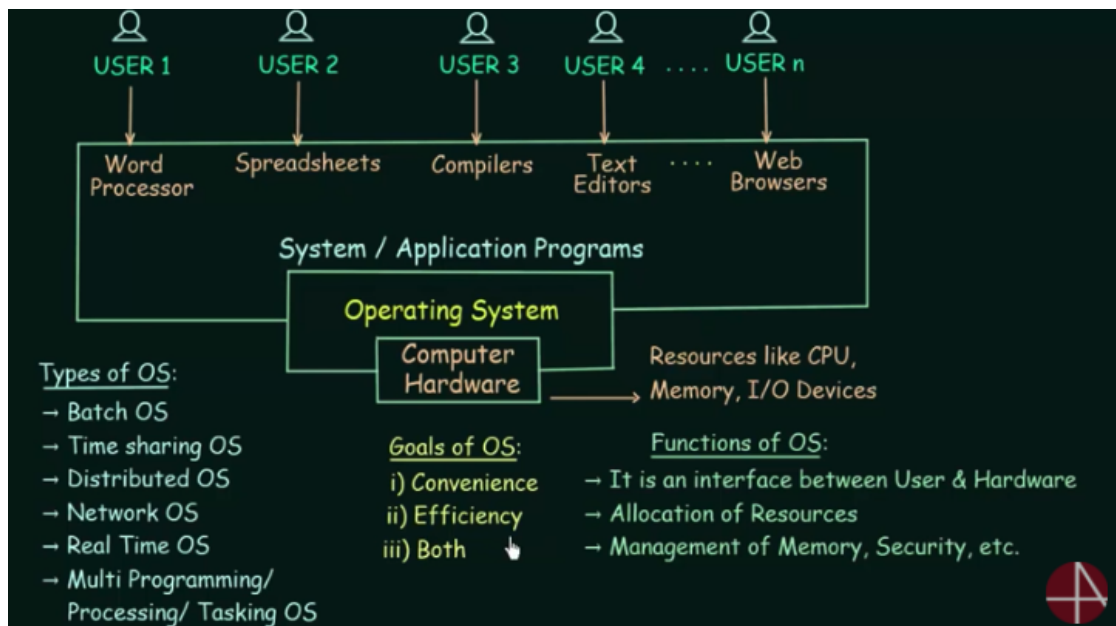 USER 1 USER 2 USER 3 USER 4 .... USER n
Word Processor
Spreadsheets
Compilers
Text Editors
....
Web Browsers
System / Application Programs
Operating System
Computer
Hardware
Resources like CPU,
Memory, I/O Devices
Types of OS:
→ Batch OS
→ Time sharing OS
→ Distributed OS
→ Network OS
→ Real Time OS
→ Multi Programming/
Processing/ Tasking OS
Goals of OS:
i) Convenience
ii) Efficiency
iii) Both
Functions of OS:
→ It is an interface between User & Hardware
→ Allocation of Resources
→ Management of Memory, Security, etc.